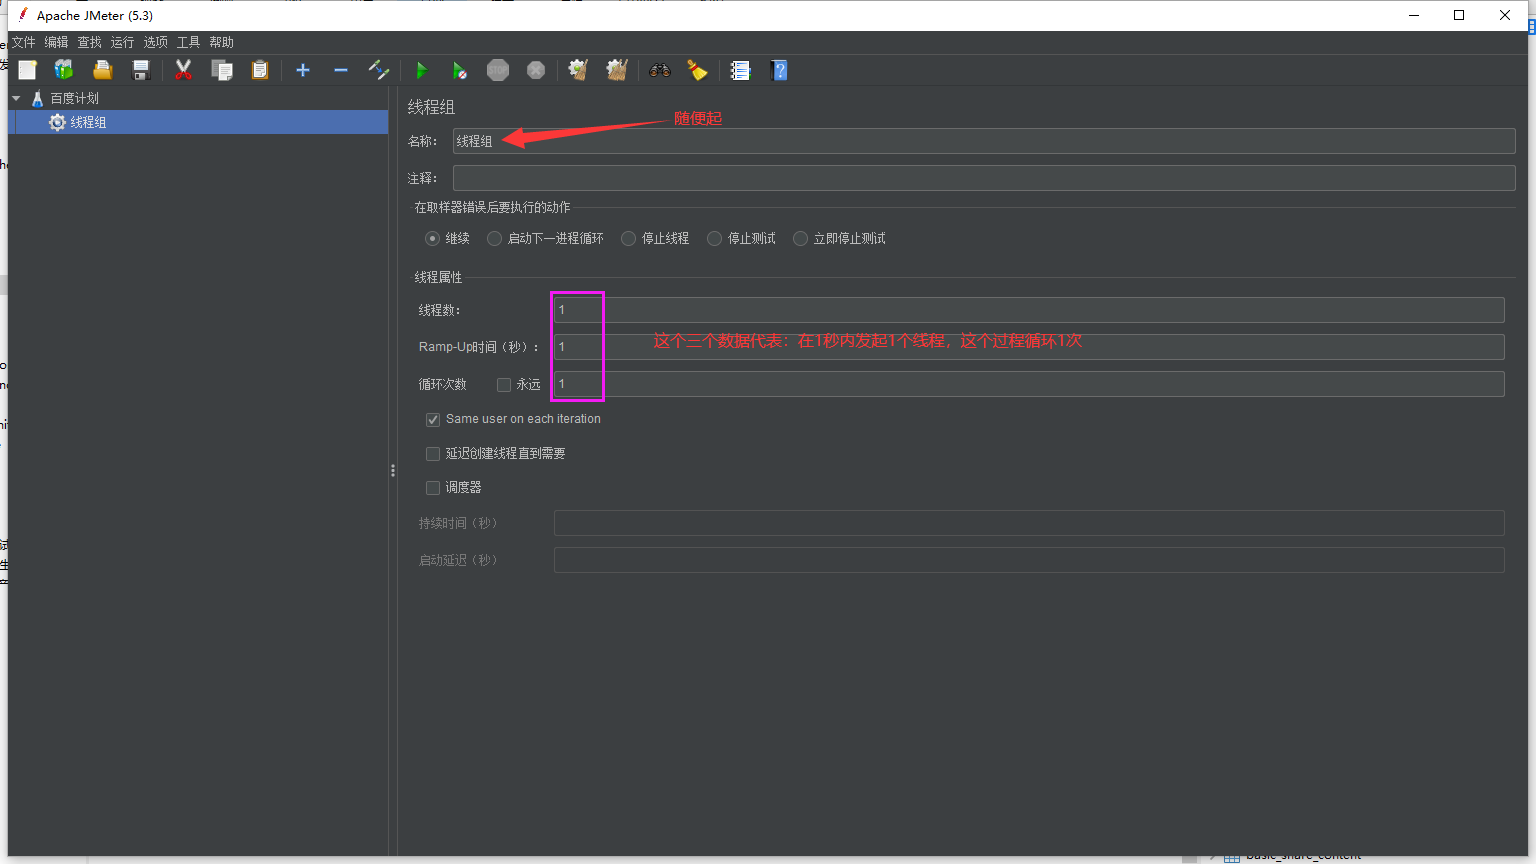 Apache JMeter (5.3)
文件 编辑 查找 运行 选项 工具 帮助
STOP
百度计划
线程组
线程组
随便起
名称： 线程组
注释：
在取样器错误后要执行的动作
继续 启动下一进程循环 停止线程 停止测试 立即停止测试
线程属性
线程数： 1
这个三个数据代表：在1秒内发起1个线程，这个过程循环1次
Ramp-Up时间（秒）： 1
循环次数 永远 1
Same user on each iteration
延迟创建线程直到需要
调度器
持续时间（秒）
启动延迟（秒）
basic_share_content